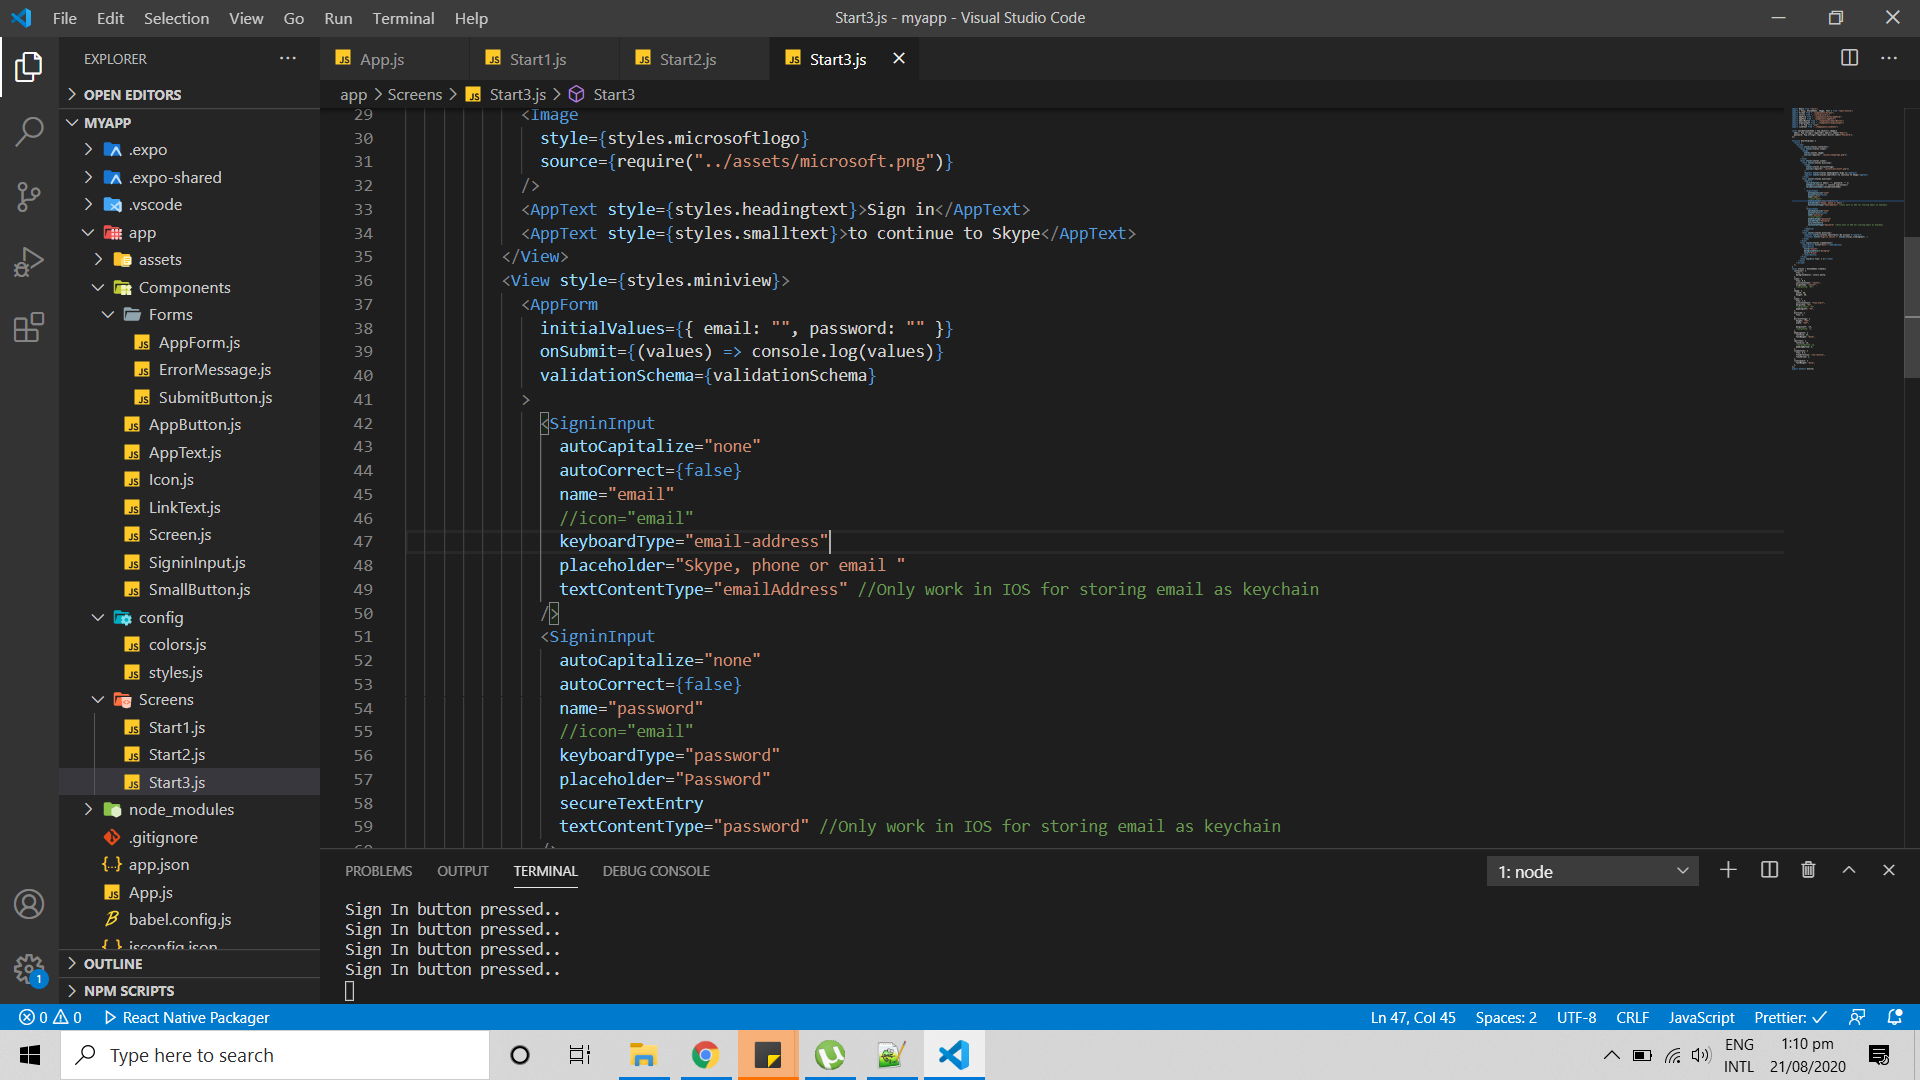 File Edit Selection View Go Run Terminal Help
Start3.js - myapp - Visual Studio Code
EXPLORER
OPEN EDITORS
MYAPP
.expo
.expo-shared
.vscode
app
assets
Components
Forms
AppForm.js
ErrorMessage.js
SubmitButton.js
AppButton.js
AppText.js
Icon.js
LinkText.js
Screen.js
SigninInput.js
SmallButton.js
config
colors.js
styles.js
Screens
Start1.js
Start2.js
Start3.js
node_modules
.gitignore
app.json
App.js
babel.config.js
jsconfig.json
OUTLINE
NPM SCRIPTS
App.js Start1.js Start2.js Start3.js
app > Screens > Start3.js > Start3
29 <Image
30 style={styles.microsoftlogo}
31 source={require("../assets/microsoft.png")}
32 />
33 <AppText style={styles.headingtext}>Sign in</AppText>
34 <AppText style={styles.smalltext}>to continue to Skype</AppText>
35 </View>
36 <View style={styles.miniview}>
37 <AppForm
38 initialValues={{ email: "", password: "" }}
39 onSubmit={(values) => console.log(values)}
40 validationSchema={validationSchema}
41 >
42 <SigninInput
43 autoCapitalize="none"
44 autoCorrect={false}
45 name="email"
46 //icon="email"
47 keyboardType="email-address"
48 placeholder="Skype, phone or email "
49 textContentType="emailAddress" //Only work in IOS for storing email as keychain
50 />
51 <SigninInput
52 autoCapitalize="none"
53 autoCorrect={false}
54 name="password"
55 //icon="email"
56 keyboardType="password"
57 placeholder="Password"
58 secureTextEntry
59 textContentType="password" //Only work in IOS for storing email as keychain
60 />
PROBLEMS OUTPUT TERMINAL DEBUG CONSOLE
1: node
Sign In button pressed..
Sign In button pressed..
Sign In button pressed..
Sign In button pressed..
1
0 0 React Native Packager
Ln 47, Col 45 Spaces: 2 UTF-8 CRLF JavaScript Prettier: ✓
Type here to search
ENG
INTL
1:10 pm
21/08/2020